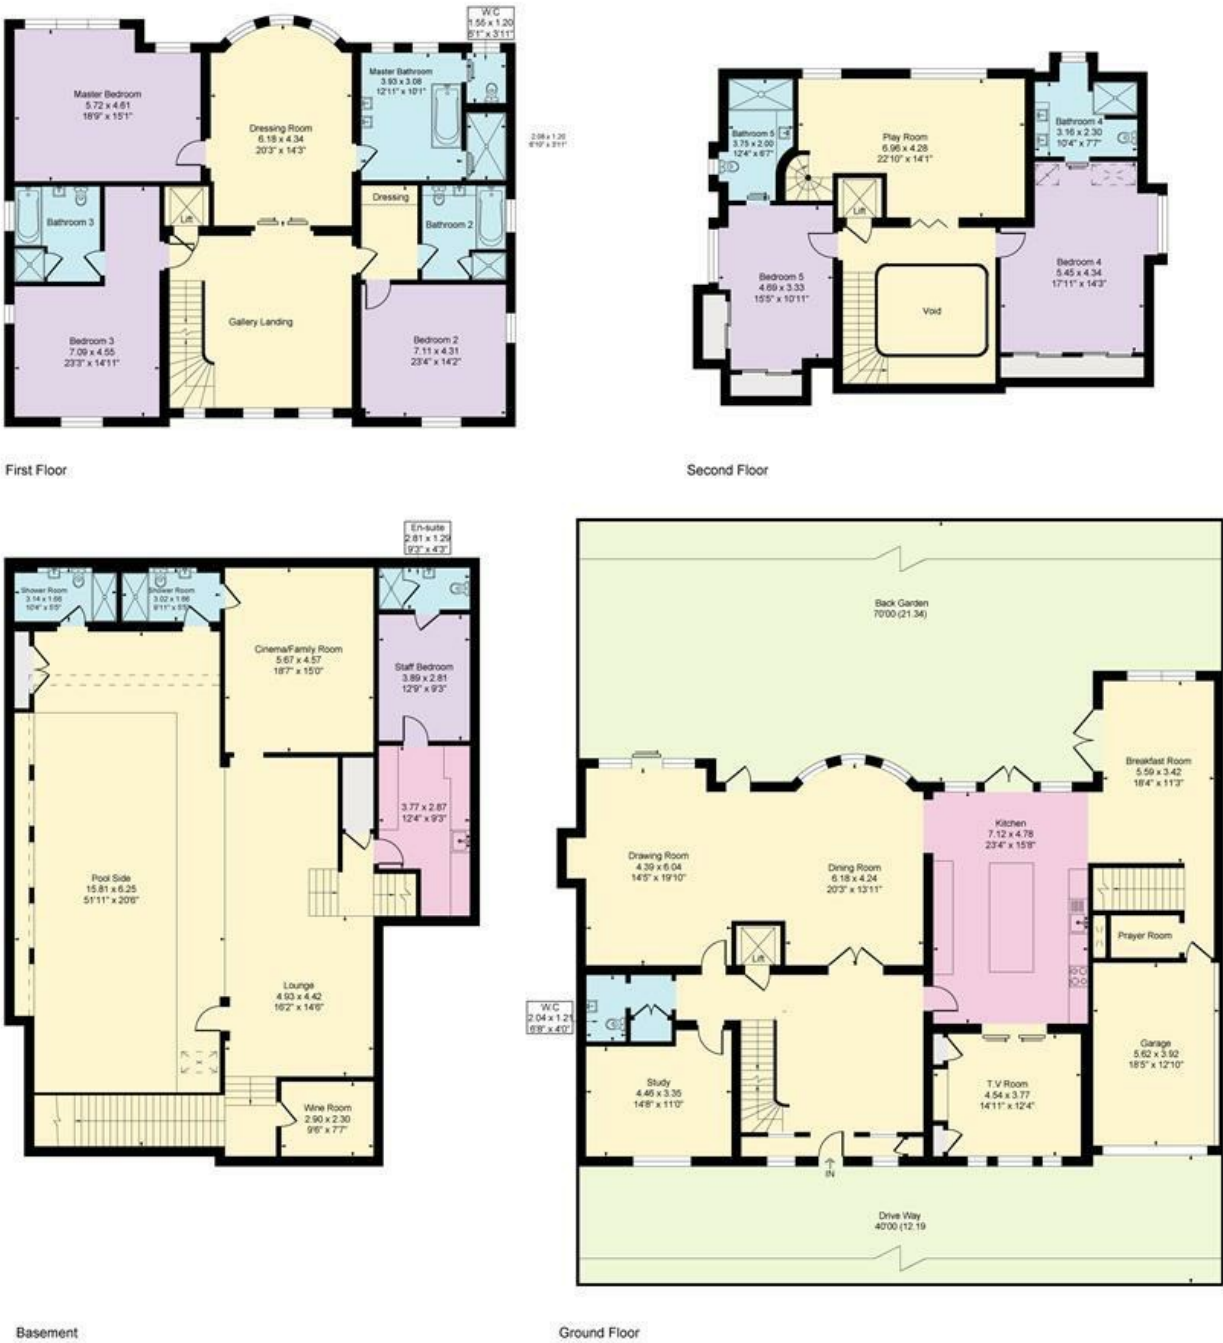 W.C
1.55 x 1.20
5'1" x 3'11"
Master Bedroom
5.72 x 4.61
18'9" x 15'1"
Dressing Room
6.18 x 4.34
20'3" x 14'3"
Master Bathroom
3.93 x 3.08
12'11" x 10'1"
2.08 x 1.20
6'10" x 3'11"
Bathroom 3
Lift
Dressing
Bathroom 2
Gallery Landing
Bedroom 3
7.09 x 4.55
23'3" x 14'11"
Bedroom 2
7.11 x 4.31
23'4" x 14'2"
First Floor
Bathroom 5
3.75 x 2.00
12'4" x 6'7"
Play Room
6.96 x 4.28
22'10" x 14'1"
Bathroom 4
3.16 x 2.30
10'4" x 7'7"
Lift
Bedroom 5
4.69 x 3.33
15'5" x 10'11"
Bedroom 4
5.45 x 4.34
17'11" x 14'3"
Void
Second Floor
En-suite
2.81 x 1.29
9'3" x 4'3"
Shower Room
3.14 x 1.66
10'4" x 5'5"
Shower Room
3.02 x 1.66
9'11" x 5'5"
Cinema/Family Room
5.67 x 4.57
18'7" x 15'0"
Staff Bedroom
3.89 x 2.81
12'9" x 9'3"
3.77 x 2.87
12'4" x 9'3"
Pool Side
15.81 x 6.25
51'11" x 20'6"
Lounge
4.93 x 4.42
16'2" x 14'6"
Wine Room
2.90 x 2.30
9'6" x 7'7"
Basement
Back Garden
70'00 (21.34)
Breakfast Room
5.59 x 3.42
18'4" x 11'3"
Kitchen
7.12 x 4.78
23'4" x 15'8"
Drawing Room
4.39 x 6.04
14'5" x 19'10"
Dining Room
6.18 x 4.24
20'3" x 13'11"
Prayer Room
Lift
W.C
2.04 x 1.21
6'8" x 4'0"
Garage
5.62 x 3.92
18'5" x 12'10"
Study
4.46 x 3.35
14'8" x 11'0"
T.V Room
4.54 x 3.77
14'11" x 12'4"
IN
Drive Way
40'00 (12.19
Ground Floor